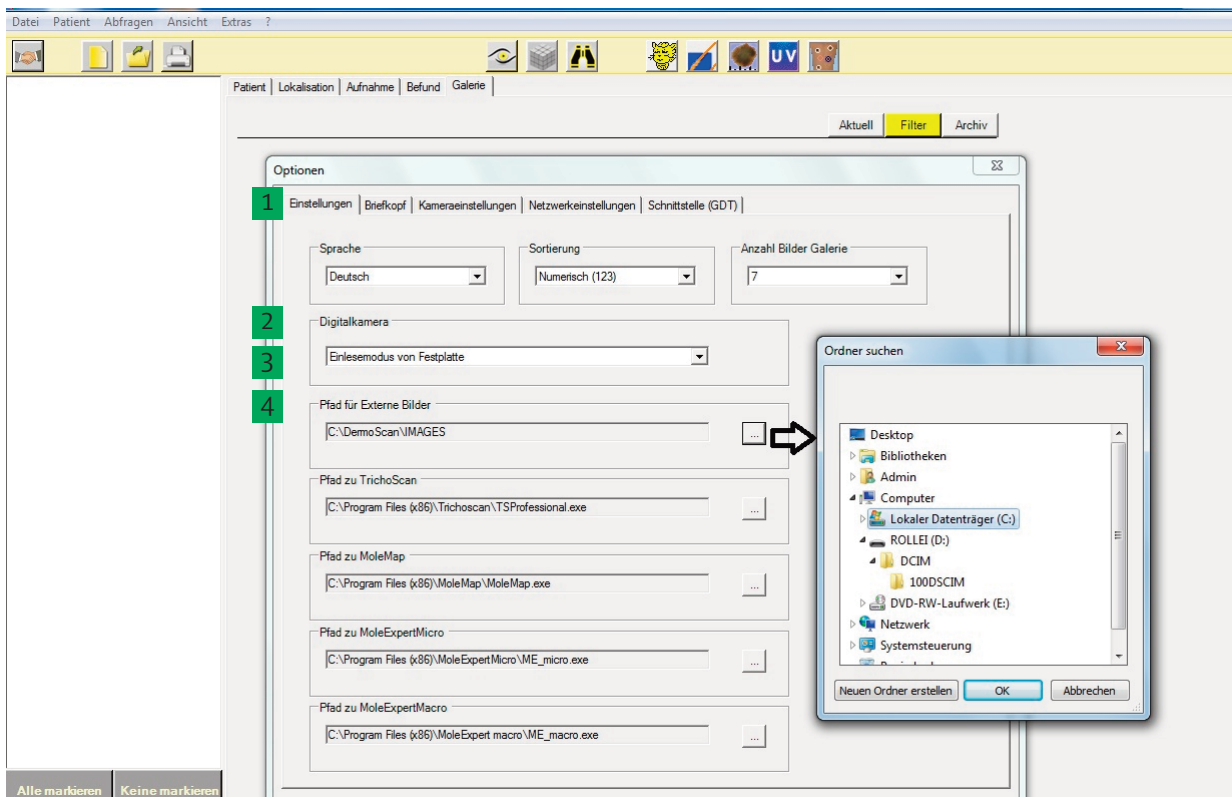 Datei Patient Abfragen Ansicht Extras ?
UV
Patient Lokalisation Aufnahme Befund Galerie
Aktuell Filter Archiv
Optionen
1 Einstellungen Briefkopf Kameraeinstellungen Netzwerkeinstellungen Schnittstelle (GDT)
Sprache Sortierung Anzahl Bilder Galerie
Deutsch Numerisch (123) 7
2 Digitalkamera
3 Einlesemodus von Festplatte
4 Pfad für Externe Bilder
C:\DermoScan\IMAGES ...
Pfad zu TrichoScan
C:\Program Files (x86)\Trichoscan\TSProfessional.exe ...
Pfad zu MoleMap
C:\Program Files (x86)\MoleMap\MoleMap.exe ...
Pfad zu MoleExpertMicro
C:\Program Files (x86)\MoleExpertMicro\ME_micro.exe ...
Pfad zu MoleExpertMacro
C:\Program Files (x86)\MoleExpert macro\ME_macro.exe ...
Ordner suchen
Desktop
Bibliotheken
Admin
Computer
Lokaler Datenträger (C:)
ROLLEI (D:)
DCIM
100DSCIM
DVD-RW-Laufwerk (E:)
Netzwerk
Systemsteuerung
Neuen Ordner erstellen OK Abbrechen
Alle markieren Keine markieren